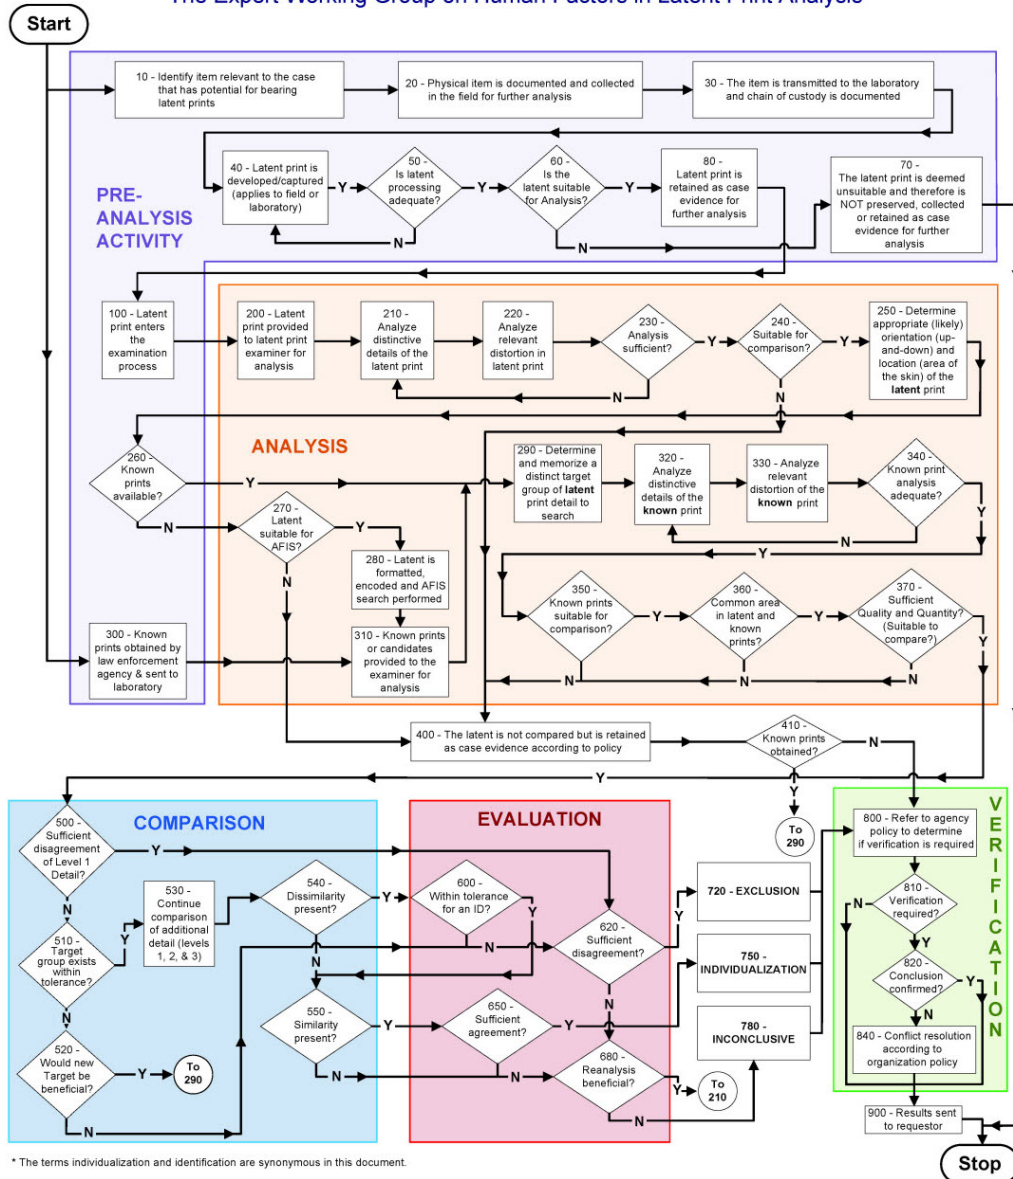 The Expert Working Group on Human Factors in Latent Print Analysis
Start
10 - Identify item relevant to the case
that has potential for bearing
latent prints
20 - Physical item is documented and collected
in the field for further analysis
30 - The item is transmitted to the laboratory
and chain of custody is documented
PRE-
ANALYSIS
ACTIVITY
40 - Latent print is
developed/captured
(applies to field or
laboratory)
Y
50 -
Is latent
processing
adequate?
Y
N
60 -
Is the
latent suitable
for Analysis?
Y
N
80 -
Latent print is
retained as case
evidence for
further analysis
70 -
The latent print is deemed
unsuitable and therefore is
NOT preserved, collected
or retained as case
evidence for further
analysis
100 - Latent
print enters
the
examination
process
200 - Latent
print provided
to latent print
examiner for
analysis
210 -
Analyze
distinctive
details of the
latent print
220 -
Analyze
relevant
distortion in
latent print
230 -
Analysis
sufficient?
Y
N
240 -
Suitable for
comparison?
Y
N
250 - Determine
appropriate (likely)
orientation (up-
and-down) and
location (area of
the skin) of the
latent print
ANALYSIS
260 -
Known
prints
available?
Y
N
270 -
Latent
suitable for
AFIS?
Y
N
280 - Latent is
formatted,
encoded and AFIS
search performed
290 - Determine
and memorize a
distinct target
group of latent
print detail to
search
320 -
Analyze
distinctive
details of the
known print
330 - Analyze
relevant
distortion of the
known print
340 -
Known print
analysis
adequate?
N
Y
Y
300 - Known
prints obtained by
law enforcement
agency & sent to
laboratory
310 - Known prints
or candidates
provided to the
examiner for
analysis
350 -
Known prints
suitable for
comparison?
Y
N
360 -
Common area
in latent and
known
prints?
Y
N
370 -
Sufficient
Quality and Quantity?
(Suitable to
compare?)
Y
N
400 - The latent is not compared but is retained
as case evidence according to policy
410 -
Known prints
obtained?
N
Y
To
290
Y
COMPARISON
500 -
Sufficient
disagreement
of Level 1
Detail?
Y
N
510 -
Target
group exists
within
tolerance?
Y
N
520 -
Would new
Target be
beneficial?
Y
To
290
N
530 -
Continue
comparison
of additional
detail (levels
1, 2, & 3)
540 -
Dissimilarity
present?
Y
N
550 -
Similarity
present?
Y
N
EVALUATION
600 -
Within tolerance
for an ID?
Y
N
620 -
Sufficient
disagreement?
Y
N
650 -
Sufficient
agreement?
Y
N
680 -
Reanalysis
beneficial?
Y
To
210
N
720 - EXCLUSION
750 -
INDIVIDUALIZATION
780 -
INCONCLUSIVE
VERIFICATION
800 - Refer to agency
policy to determine
if verification is required
810 -
Verification
required?
N
Y
820 -
Conclusion
confirmed?
Y
N
840 - Conflict resolution
according to
organization policy
900 - Results sent
to requestor
Stop
* The terms individualization and identification are synonymous in this document.